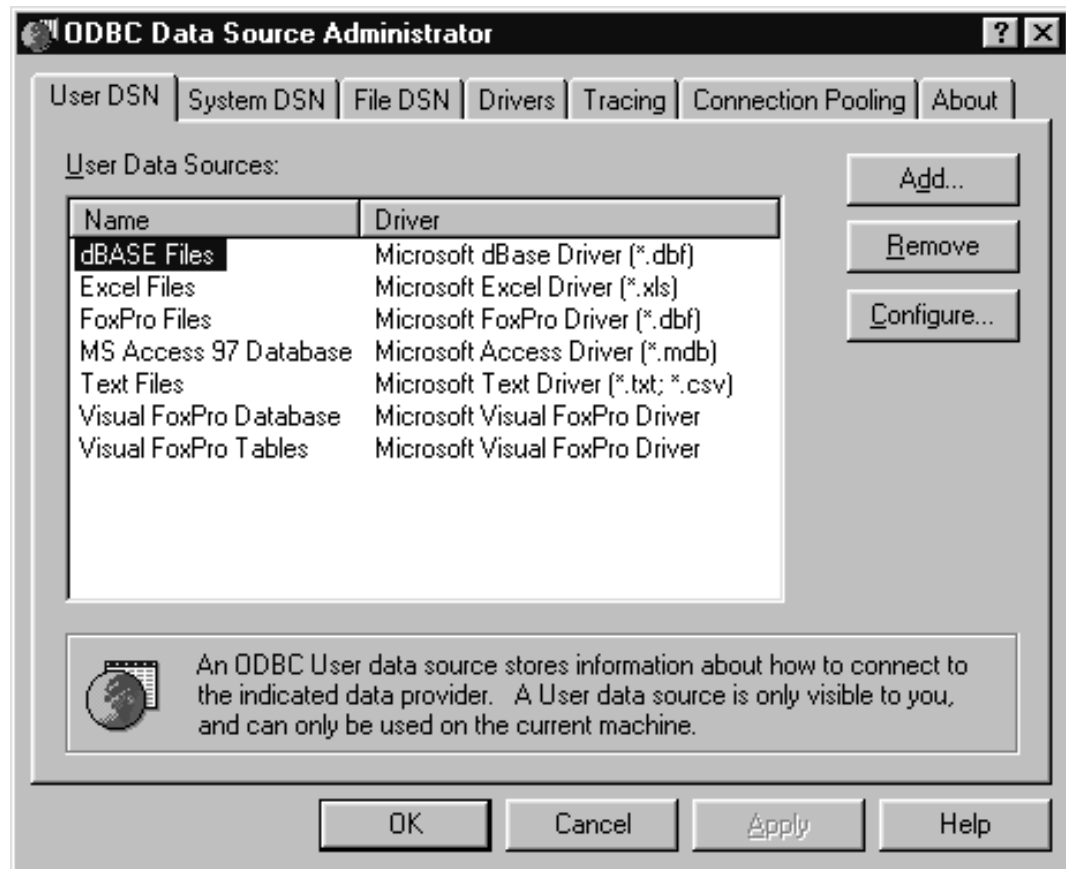 ODBC Data Source Administrator
User DSN System DSN File DSN Drivers Tracing Connection Pooling About
User Data Sources:
Add...
Name Driver
dBASE Files Microsoft dBase Driver (*.dbf)
Remove
Excel Files Microsoft Excel Driver (*.xls)
FoxPro Files Microsoft FoxPro Driver (*.dbf)
Configure...
MS Access 97 Database Microsoft Access Driver (*.mdb)
Text Files Microsoft Text Driver (*.txt; *.csv)
Visual FoxPro Database Microsoft Visual FoxPro Driver
Visual FoxPro Tables Microsoft Visual FoxPro Driver
An ODBC User data source stores information about how to connect to
the indicated data provider. A User data source is only visible to you,
and can only be used on the current machine.
OK Cancel Apply Help